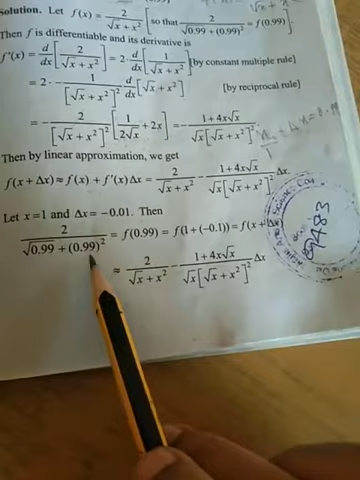 Solution. Let f(x) = 2/(√x + x²) [so that 2/(√0.99 + (0.99)²) = f(0.99)].
Then f is differentiable and its derivative is
f'(x) = d/dx [2/(√x + x²)] = 2 · d/dx [1/(√x + x²)] [by constant multiple rule]
= 2 · - 1/[√x + x²]² d/dx [√x + x²] [by reciprocal rule]
= - 2/[√x + x²]² [1/(2√x) + 2x] = - (1 + 4x√x)/(√x[√x + x²]²).
Then by linear approximation, we get
f(x + Δx) ≈ f(x) + f'(x) Δx = 2/(√x + x²) - (1 + 4x√x)/(√x[√x + x²]²) Δx.
Let x = 1 and Δx = -0.01. Then
2/(√0.99 + (0.99)²) = f(0.99) = f(1 + (-0.1)) = f(x + Δ
≈ 2/(√x + x²) - (1 + 4x√x)/(√x[√x + x²]²) Δx